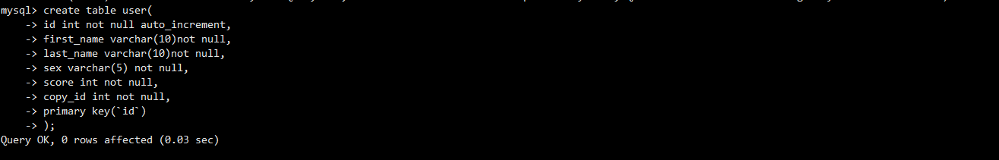 mysql> create table user(
    -> id int not null auto_increment,
    -> first_name varchar(10)not null,
    -> last_name varchar(10)not null,
    -> sex varchar(5) not null,
    -> score int not null,
    -> copy_id int not null,
    -> primary key(`id`)
    -> );
Query OK, 0 rows affected (0.03 sec)